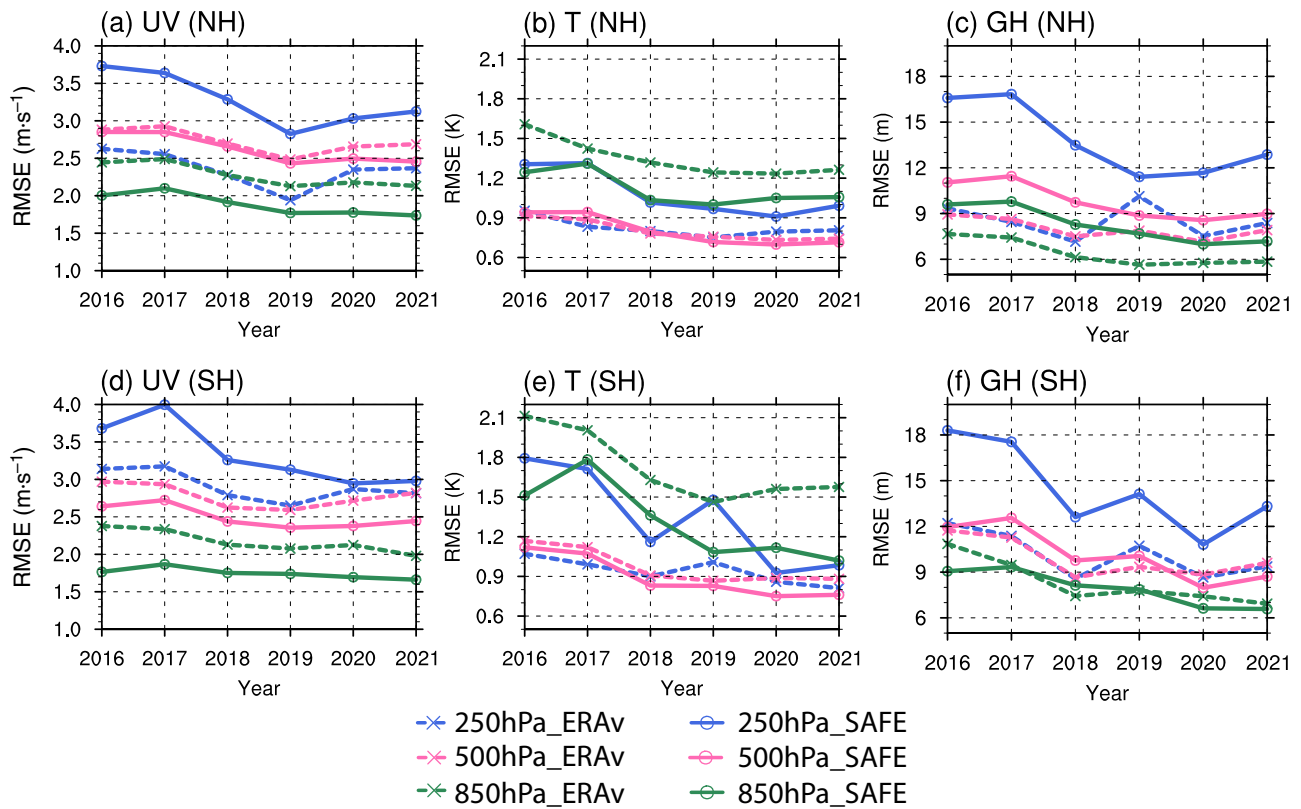 (a) UV (NH)
(b) T (NH)
(c) GH (NH)
RMSE (m·s⁻¹)
4.0
3.5
3.0
2.5
2.0
1.5
1.0
2016 2017 2018 2019 2020 2021
Year
RMSE (K)
2.1
1.8
1.5
1.2
0.9
0.6
2016 2017 2018 2019 2020 2021
Year
RMSE (m)
18
15
12
9
6
2016 2017 2018 2019 2020 2021
Year
(d) UV (SH)
(e) T (SH)
(f) GH (SH)
RMSE (m·s⁻¹)
4.0
3.5
3.0
2.5
2.0
1.5
1.0
2016 2017 2018 2019 2020 2021
Year
RMSE (K)
2.1
1.8
1.5
1.2
0.9
0.6
2016 2017 2018 2019 2020 2021
Year
RMSE (m)
18
15
12
9
6
2016 2017 2018 2019 2020 2021
Year
250hPa_ERAv 250hPa_SAFE
500hPa_ERAv 500hPa_SAFE
850hPa_ERAv 850hPa_SAFE